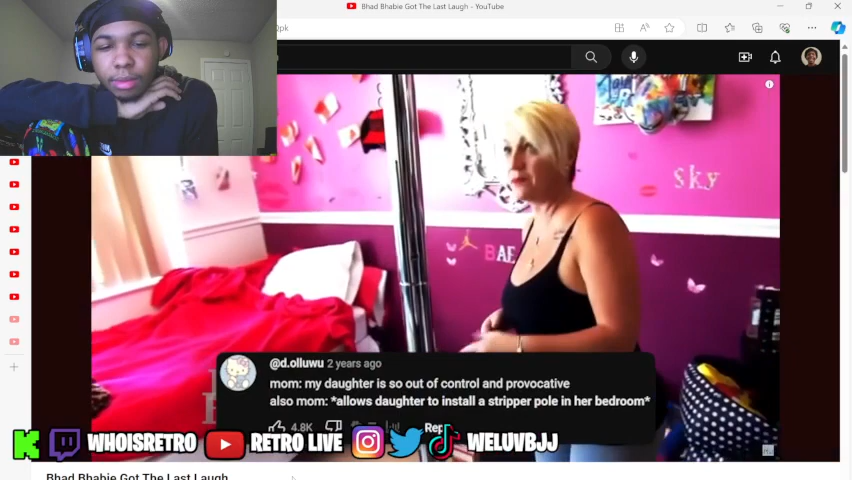 Bhad Bhabie Got The Last Laugh - YouTube
pk
sky
BAE
@d.olluwu 2 years ago
mom: my daughter is so out of control and provocative
also mom: *allows daughter to install a stripper pole in her bedroom*
4.8K Rep
WHOISRETRO RETRO LIVE WELUVBJJ
Bhad Bhabie Got The Last Laugh